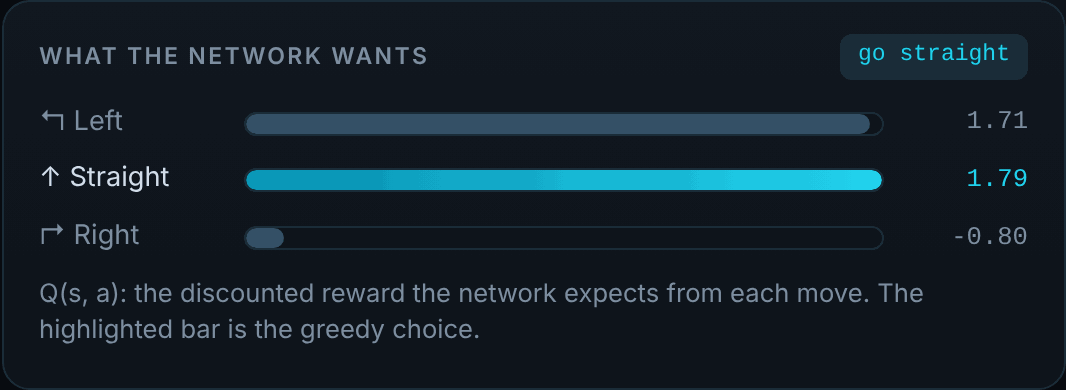 WHAT THE NETWORK WANTS
go straight
↰ Left 1.71
↑ Straight 1.79
↱ Right -0.80
Q(s, a): the discounted reward the network expects from each move. The
highlighted bar is the greedy choice.